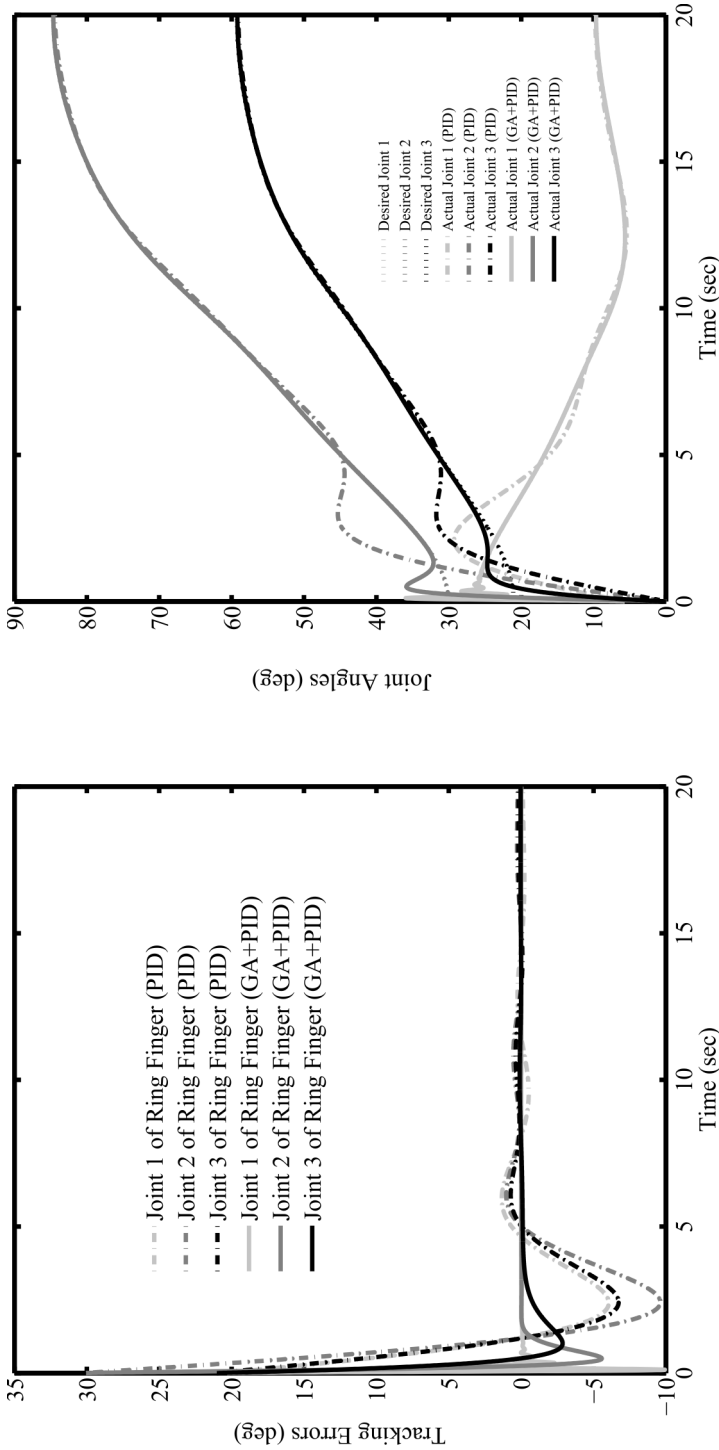 35
30
25
20
15
10
5
0
−5
−10
0
5
10
15
20
Tracking Errors (deg)
Time (sec)
Joint 1 of Ring Finger (PID)
Joint 2 of Ring Finger (PID)
Joint 3 of Ring Finger (PID)
Joint 1 of Ring Finger (GA+PID)
Joint 2 of Ring Finger (GA+PID)
Joint 3 of Ring Finger (GA+PID)
90
80
70
60
50
40
30
20
10
0
0
5
10
15
20
Joint Angles (deg)
Time (sec)
Desired Joint 1
Desired Joint 2
Desired Joint 3
Actual Joint 1 (PID)
Actual Joint 2 (PID)
Actual Joint 3 (PID)
Actual Joint 1 (GA+PID)
Actual Joint 2 (GA+PID)
Actual Joint 3 (GA+PID)